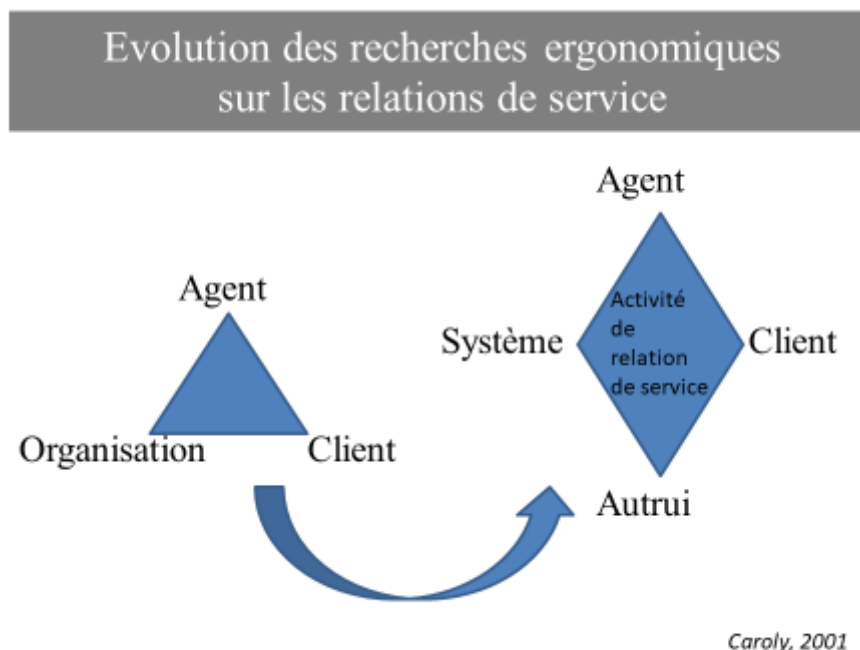 Evolution des recherches ergonomiques
sur les relations de service
Agent
Organisation
Client
Agent
Système
Activité
de
relation
de service
Client
Autrui
Caroly, 2001